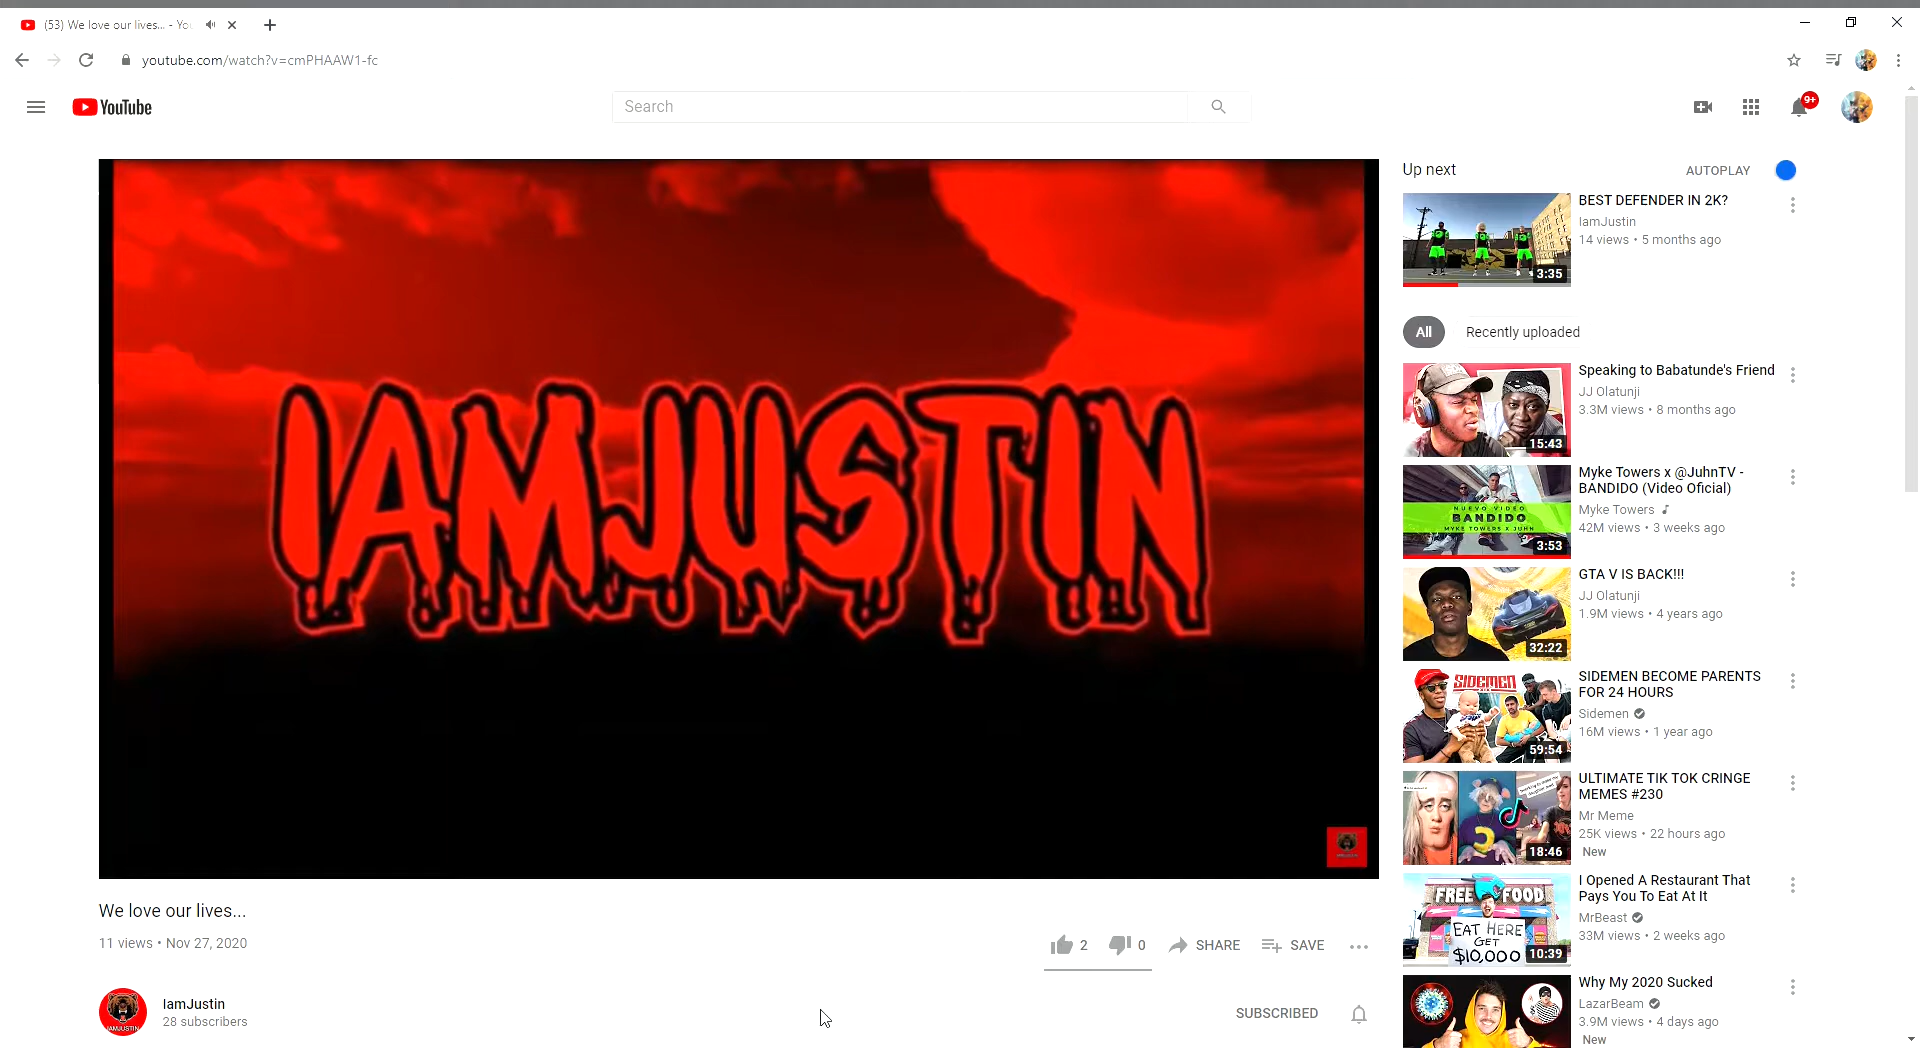 (53) We love our lives... - You
youtube.com/watch?v=cmPHAAW1-fc
YouTube
Search
9+
IAMJUSTIN
We love our lives...
11 views • Nov 27, 2020
2
0
SHARE
SAVE
IAMJUSTIN
IamJustin
28 subscribers
SUBSCRIBED
Up next
AUTOPLAY
3:35
BEST DEFENDER IN 2K?
IamJustin
14 views • 5 months ago
All
Recently uploaded
15:43
Speaking to Babatunde's Friend
JJ Olatunji
3.3M views • 8 months ago
NUEVO VIDEO
BANDIDO
MYKE TOWERS X JUHN
3:53
Myke Towers x @JuhnTV -
BANDIDO (Video Oficial)
Myke Towers
42M views • 3 weeks ago
32:22
GTA V IS BACK!!!
JJ Olatunji
1.9M views • 4 years ago
SIDEMEN
59:54
SIDEMEN BECOME PARENTS
FOR 24 HOURS
Sidemen
16M views • 1 year ago
18:46
ULTIMATE TIK TOK CRINGE
MEMES #230
Mr Meme
25K views • 22 hours ago
New
FREE FOOD
EAT HERE
GET
$10,000
10:39
I Opened A Restaurant That
Pays You To Eat At It
MrBeast
33M views • 2 weeks ago
Why My 2020 Sucked
LazarBeam
3.9M views • 4 days ago
New